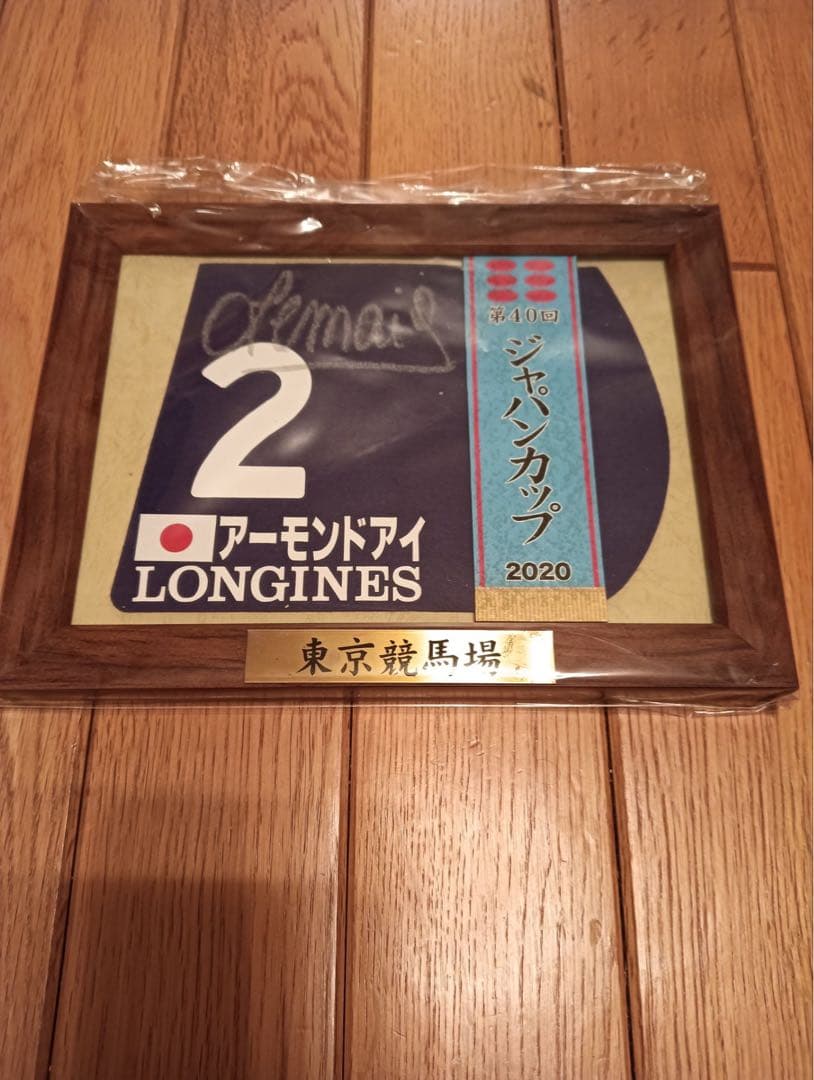 Lemaire
2
アーモンドアイ
LONGINES
第40回
ジャパンカップ
2020
東京競馬場